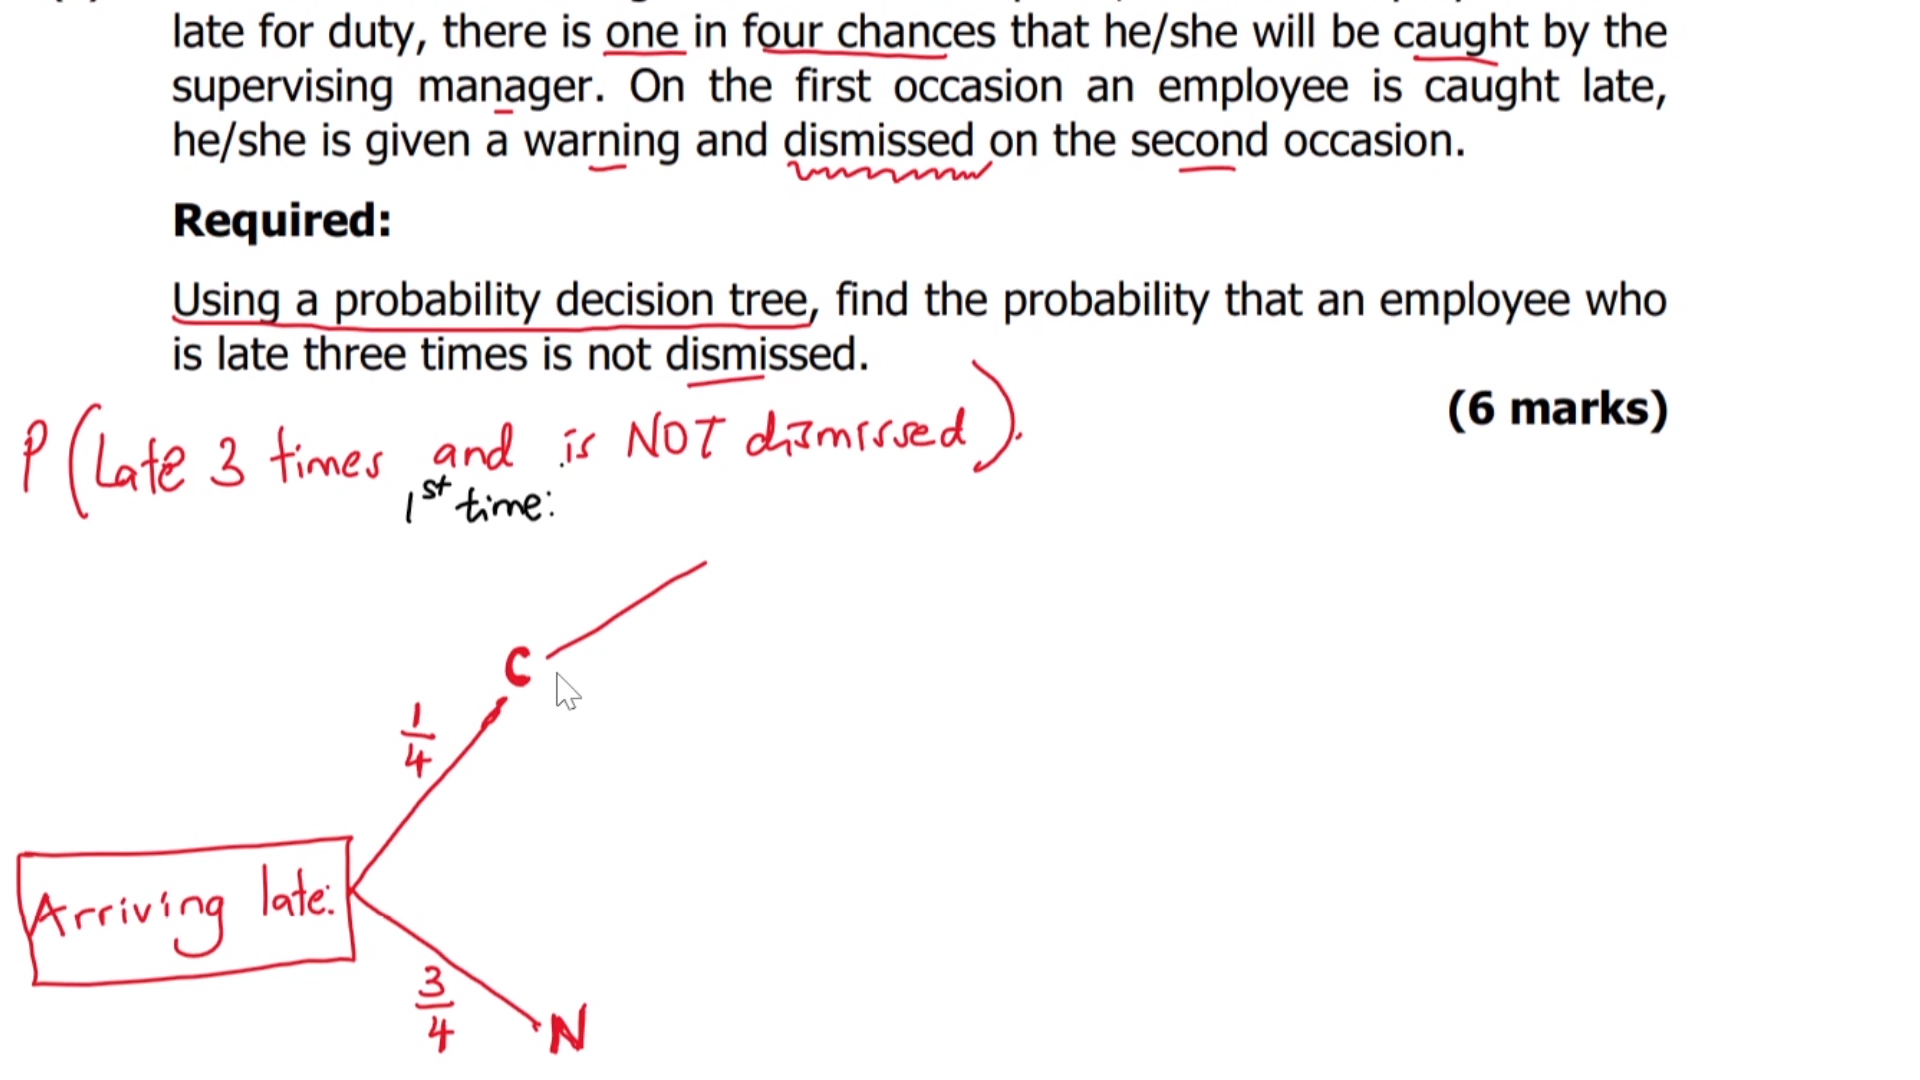 late for duty, there is one in four chances that he/she will be caught by the
supervising manager. On the first occasion an employee is caught late,
he/she is given a warning and dismissed on the second occasion.
Required:
Using a probability decision tree, find the probability that an employee who
is late three times is not dismissed.
(6 marks)
P (Late 3 times and is NOT dismissed).
1st time:
C
1/4
Arriving late:
3/4
N